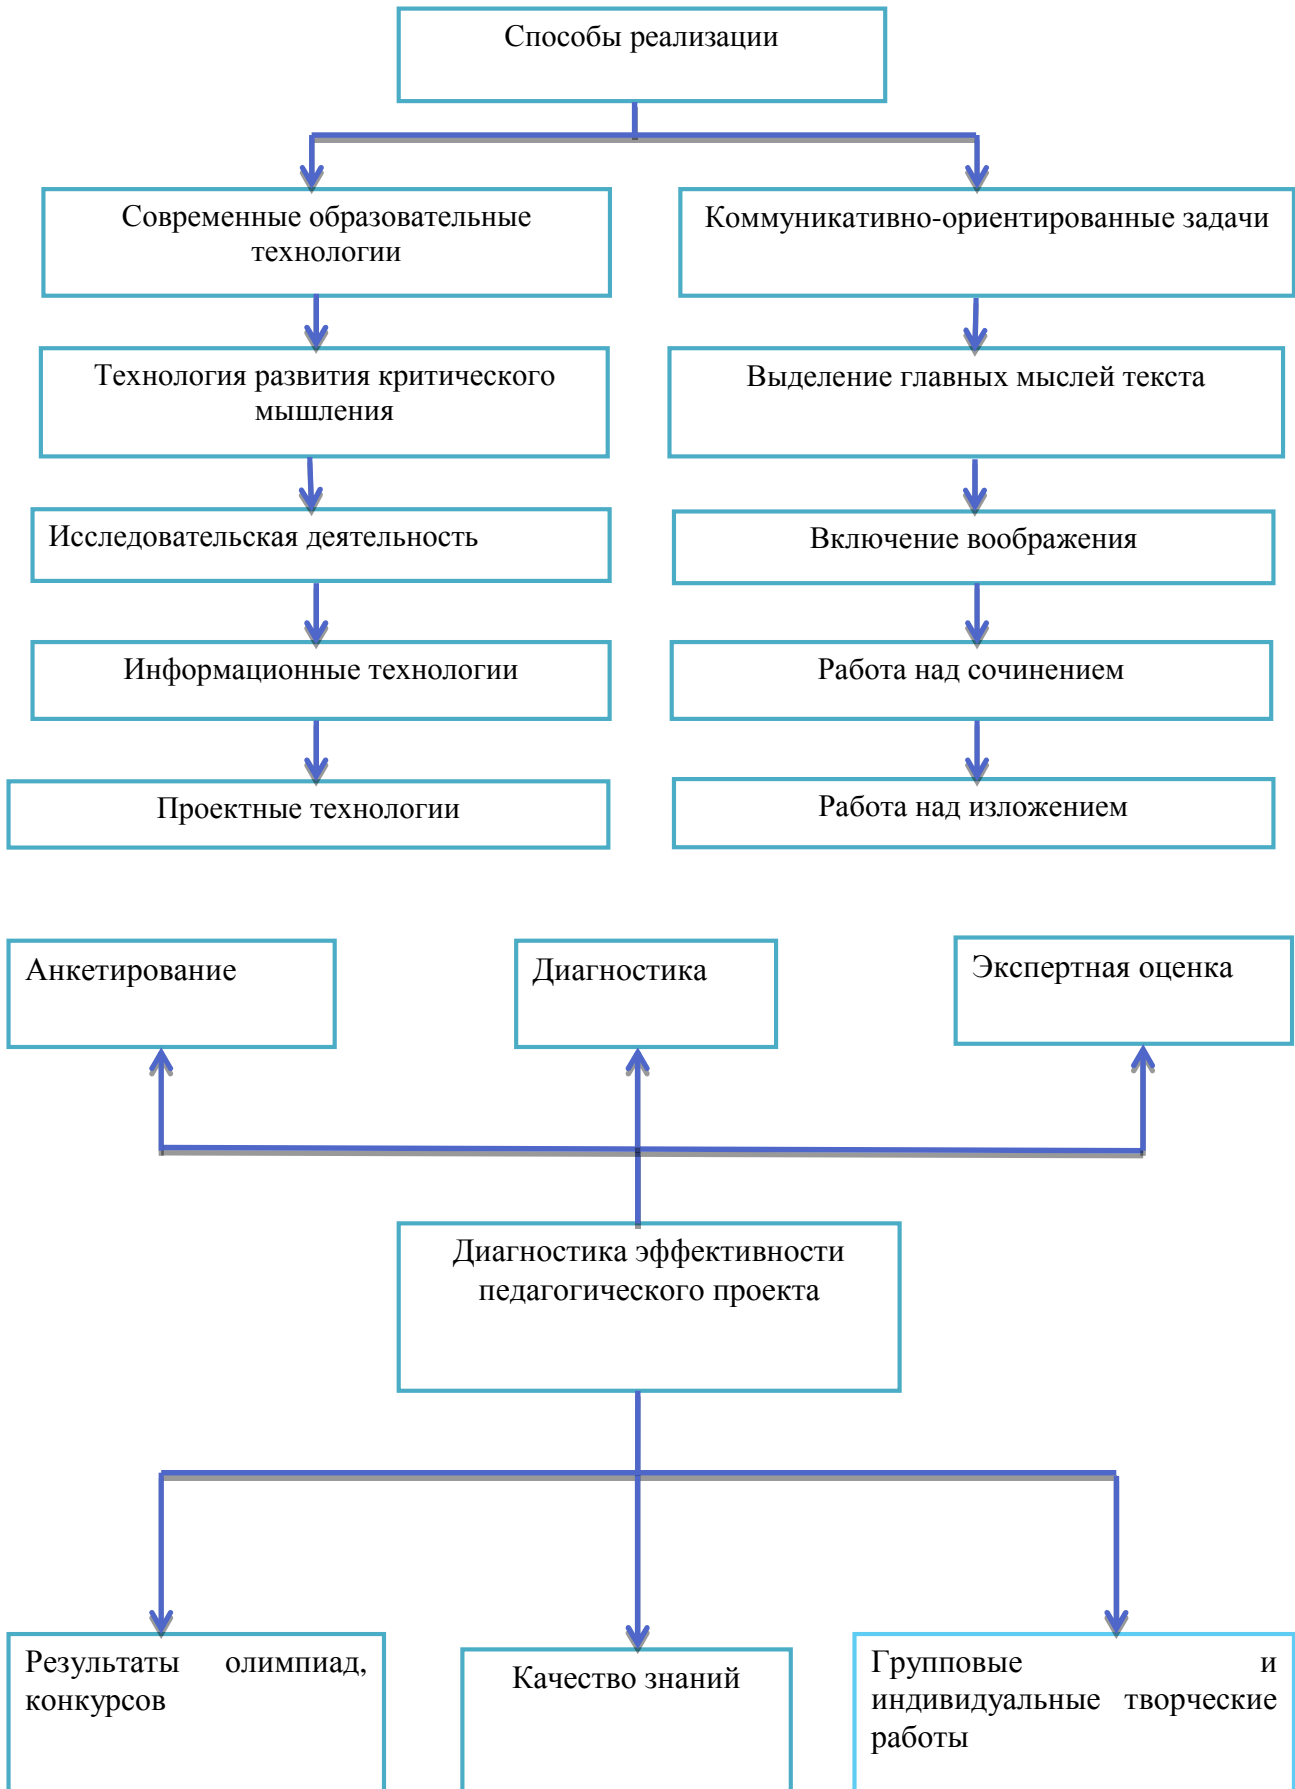 Способы реализации
Современные образовательные
технологии
Коммуникативно-ориентированные задачи
Технология развития критического
мышления
Выделение главных мыслей текста
Исследовательская деятельность
Включение воображения
Информационные технологии
Работа над сочинением
Проектные технологии
Работа над изложением
Анкетирование
Диагностика
Экспертная оценка
Диагностика эффективности
педагогического проекта
Результаты олимпиад,
конкурсов
Качество знаний
Групповые и
индивидуальные творческие
работы